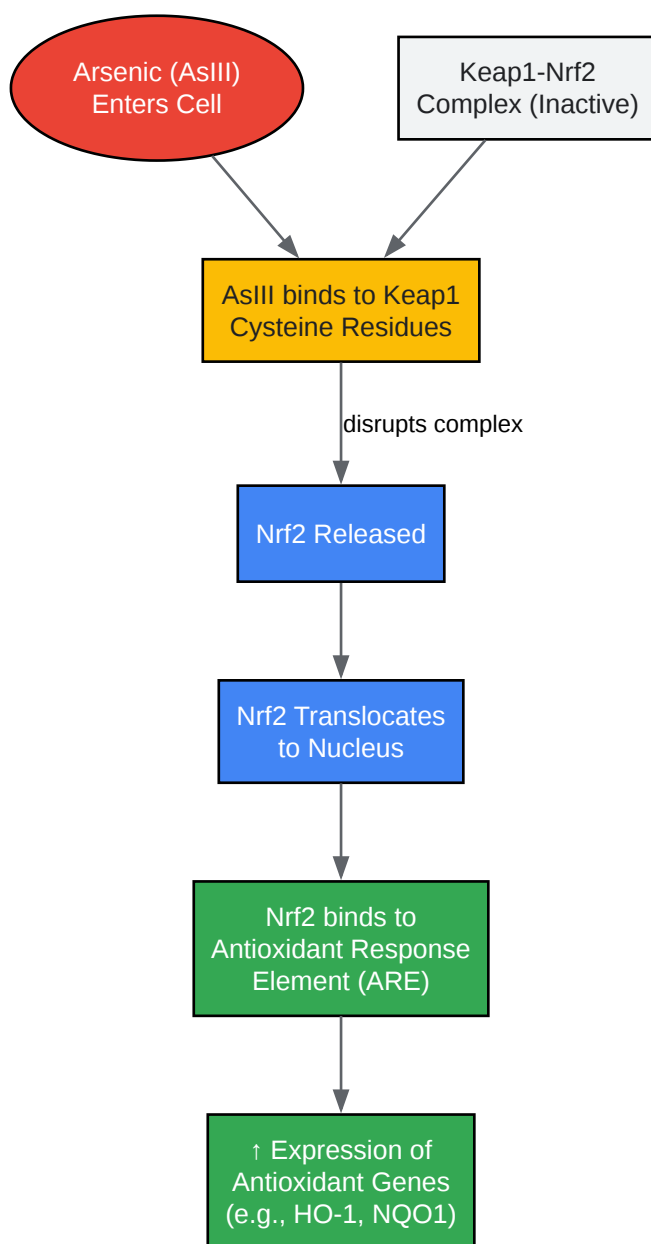 Arsenic (AsIII)
Enters Cell
Keap1-Nrf2
Complex (Inactive)
AsIII binds to Keap1
Cysteine Residues
disrupts complex
Nrf2 Released
Nrf2 Translocates
to Nucleus
Nrf2 binds to
Antioxidant Response
Element (ARE)
↑ Expression of
Antioxidant Genes
(e.g., HO-1, NQO1)